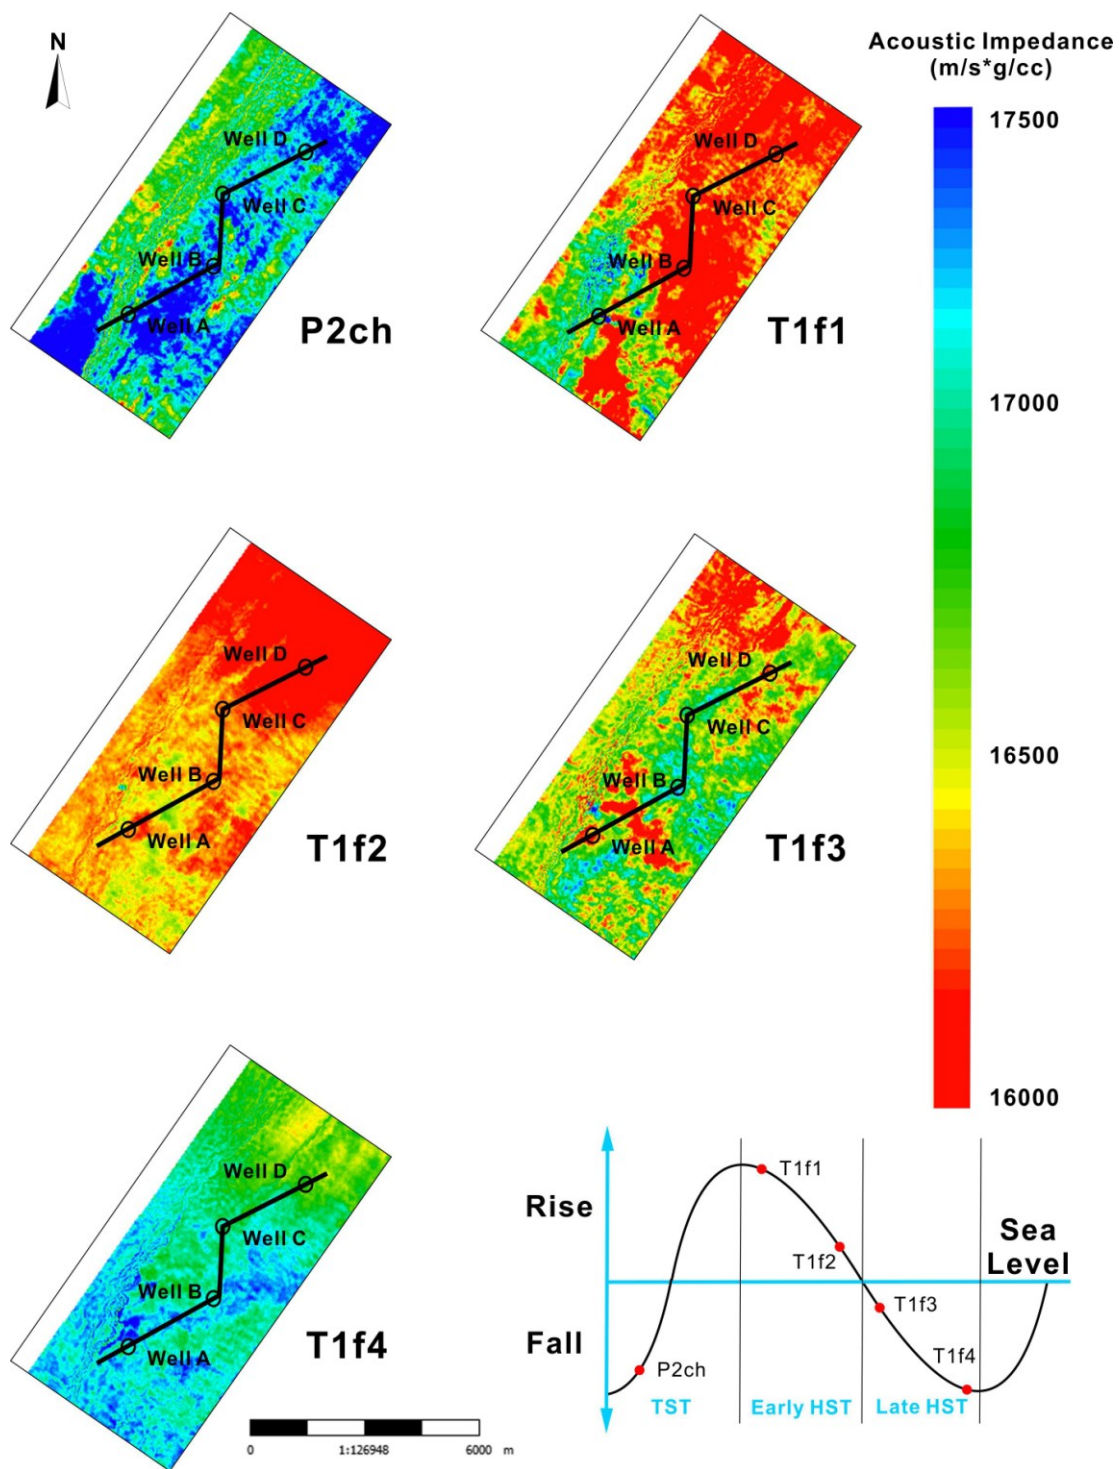 N
Acoustic Impedance
(m/s*g/cc)
17500
17000
16500
16000
Well D
Well C
Well B
Well A
P2ch
Well D
Well C
Well B
Well A
T1f1
Well D
Well C
Well B
Well A
T1f2
Well D
Well C
Well B
Well A
T1f3
Well D
Well C
Well B
Well A
T1f4
0
1:126948
6000 m
Rise
Fall
Sea
Level
T1f1
T1f2
T1f3
T1f4
P2ch
TST
Early HST
Late HST